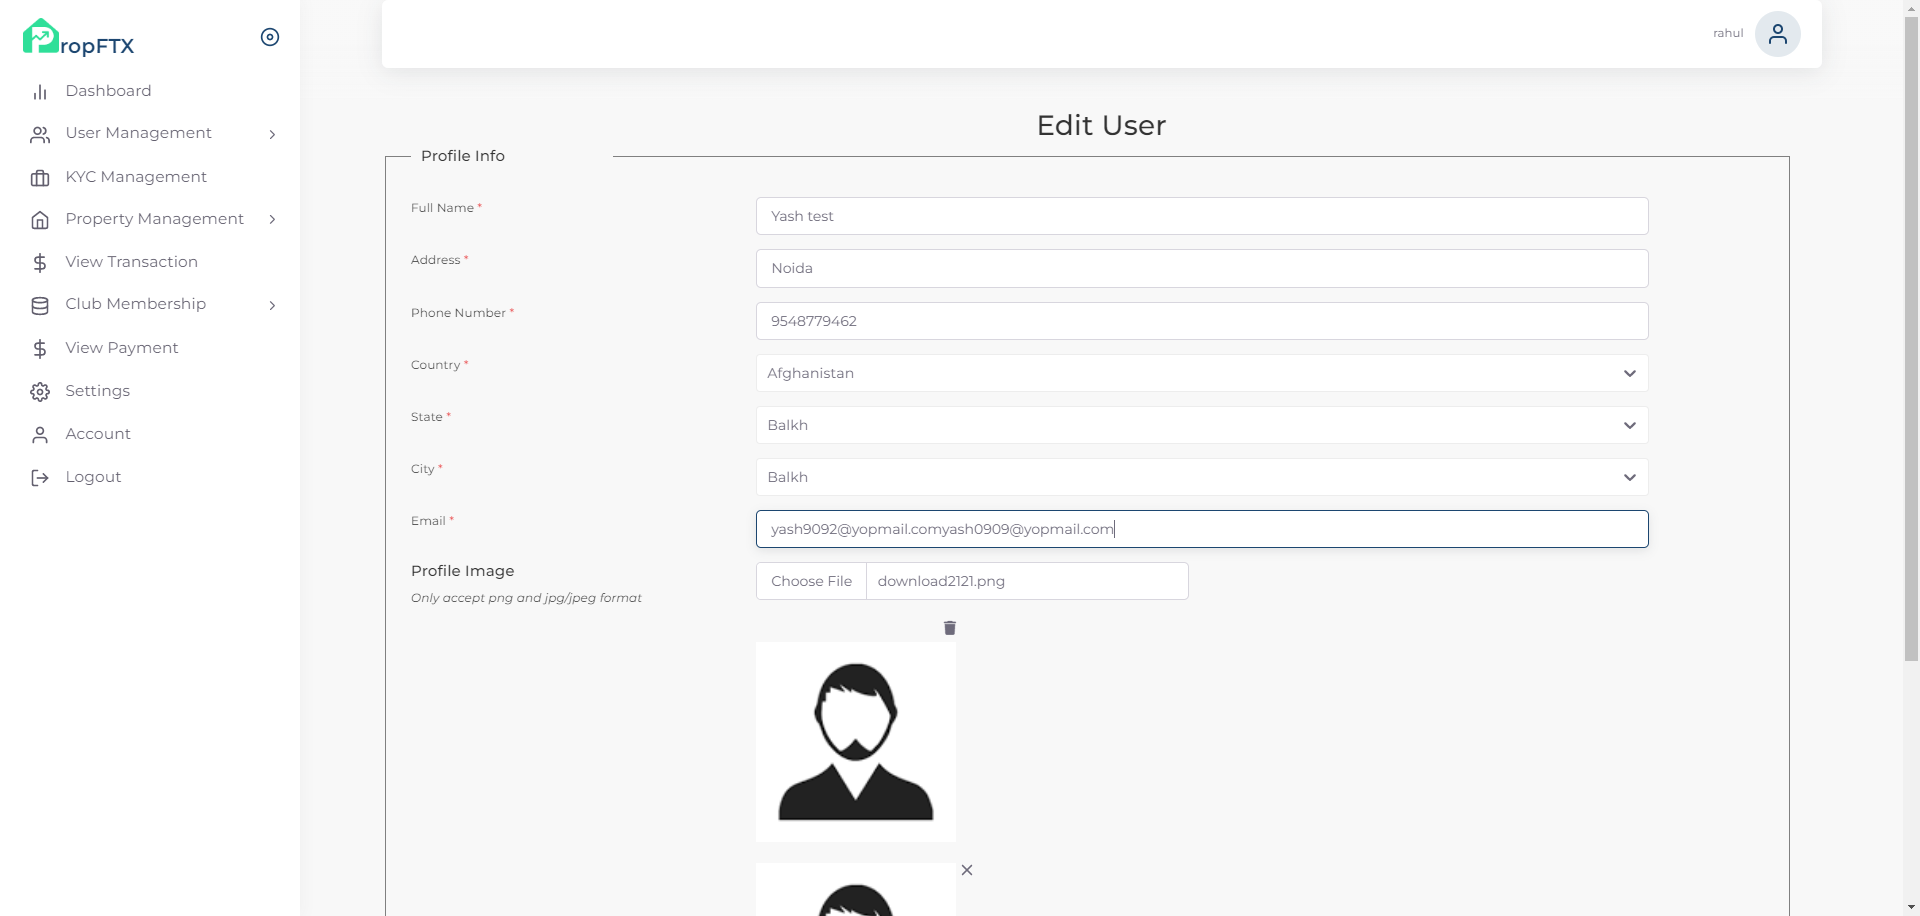 PropFTX
rahul
Dashboard
User Management
KYC Management
Property Management
View Transaction
Club Membership
View Payment
Settings
Account
Logout
Edit User
Profile Info
Full Name *
Yash test
Address *
Noida
Phone Number *
9548779462
Country *
Afghanistan
State *
Balkh
City *
Balkh
Email *
yash9092@yopmail.comyash0909@yopmail.com
Profile Image
Choose File download2121.png
Only accept png and jpg/jpeg format